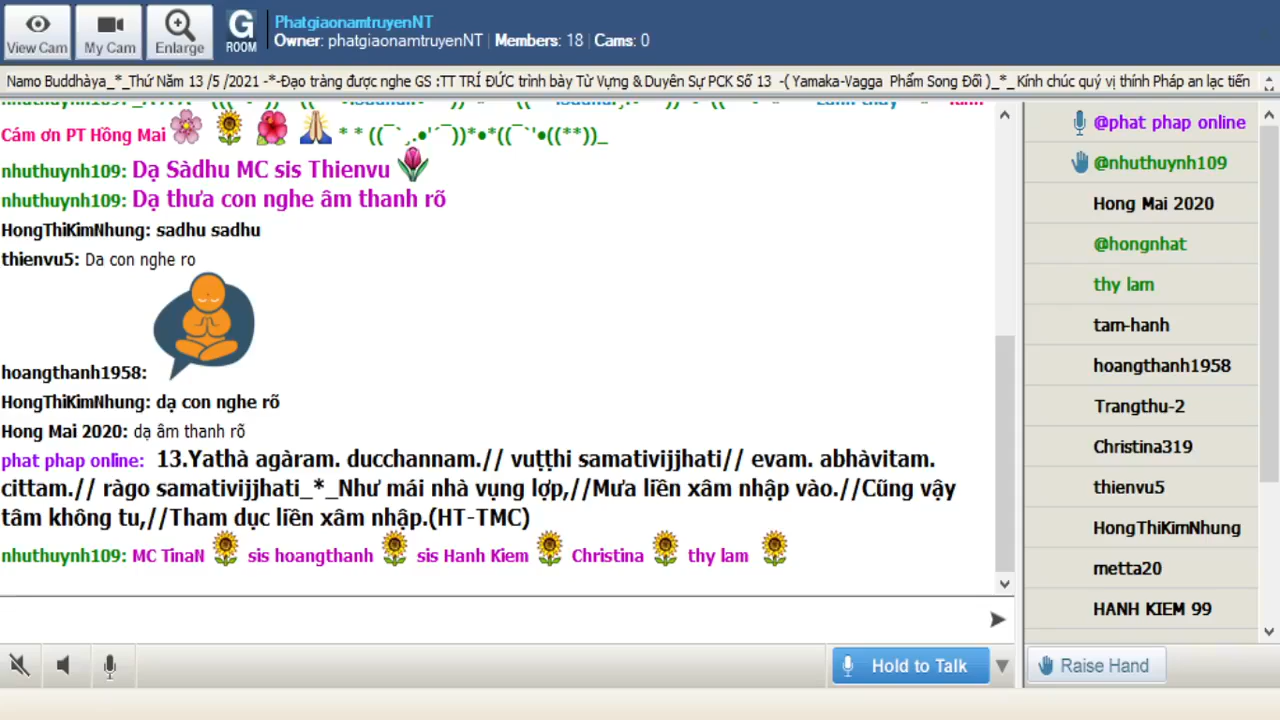 View Cam
My Cam
Enlarge
G
ROOM
PhatgiaonamtruyenNT
Owner: phatgiaonamtruyenNT | Members: 18 | Cams: 0
Namo Buddhàya_*_Thứ Năm 13 /5 /2021 -*-Đạo tràng được nghe GS :TT TRÍ ĐỨC trình bày Từ Vựng & Duyên Sự PCK Số 13 -( Yamaka-Vagga Phẩm Song Đối )_*_ Kính chúc quý vị thính Pháp an lạc tiến
Cám ơn PT Hồng Mai * * ((¯`¸.•'´¯))*•*((¯`'•((**))_
nhuthuynh109: Dạ Sàdhu MC sis Thienvu
nhuthuynh109: Dạ thưa con nghe âm thanh rõ
HongThiKimNhung: sadhu sadhu
thienvu5: Da con nghe ro
hoangthanh1958:
HongThiKimNhung: dạ con nghe rõ
Hong Mai 2020: dạ âm thanh rõ
phat phap online: 13.Yathà agàram. ducchannam.// vuṭṭhi samativijjhati// evam. abhàvitam.
cittam.// ràgo samativijjhati_*_Như mái nhà vụng lợp,//Mưa liền xâm nhập vào.//Cũng vậy
tâm không tu,//Tham dục liền xâm nhập.(HT-TMC)
nhuthuynh109: MC TinaN sis hoangthanh sis Hanh Kiem Christina thy lam
@phat phap online
@nhuthuynh109
Hong Mai 2020
@hongnhat
thy lam
tam-hanh
hoangthanh1958
Trangthu-2
Christina319
thienvu5
HongThiKimNhung
metta20
HANH KIEM 99
Hold to Talk
Raise Hand